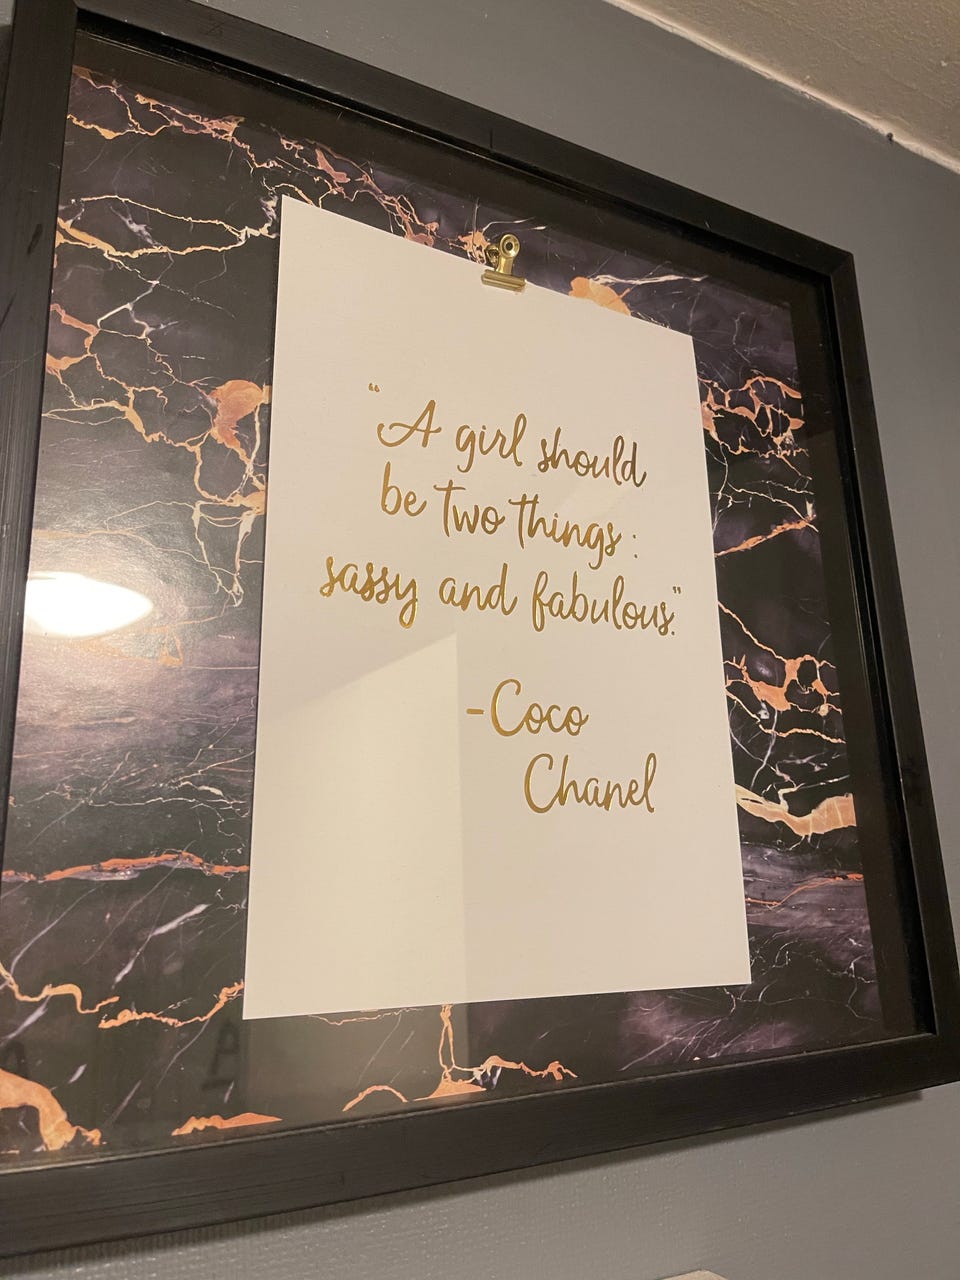 “A girl should
be two things:
sassy and fabulous.”
-Coco
Chanel